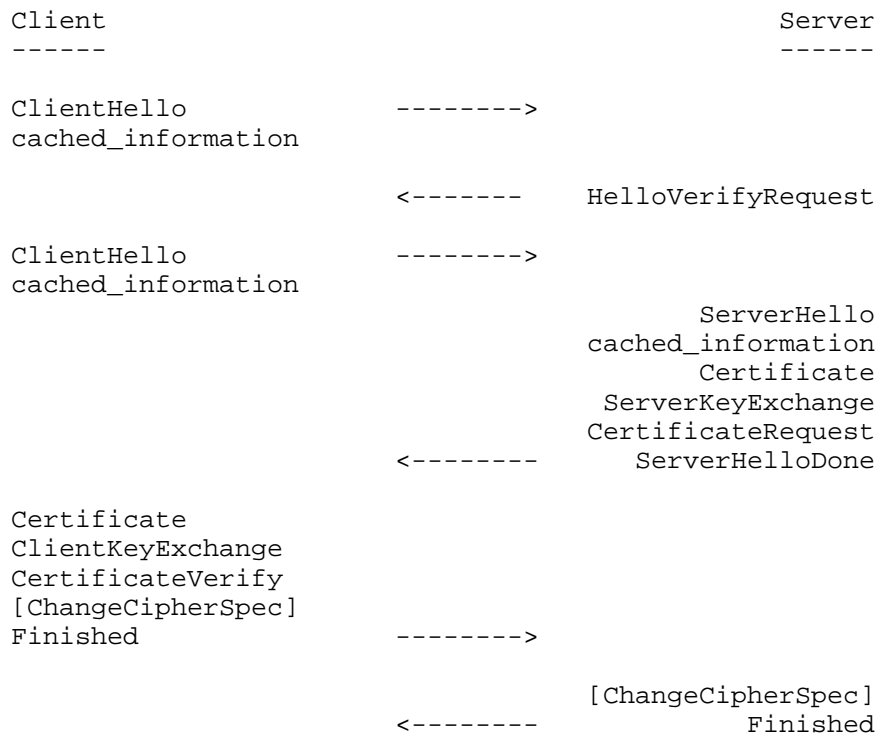 Client Server
------ ------
ClientHello -------->
cached_information
<------- HelloVerifyRequest
ClientHello -------->
cached_information
ServerHello
cached_information
Certificate
ServerKeyExchange
CertificateRequest
<-------- ServerHelloDone
Certificate
ClientKeyExchange
CertificateVerify
[ChangeCipherSpec]
Finished -------->
[ChangeCipherSpec]
<-------- Finished